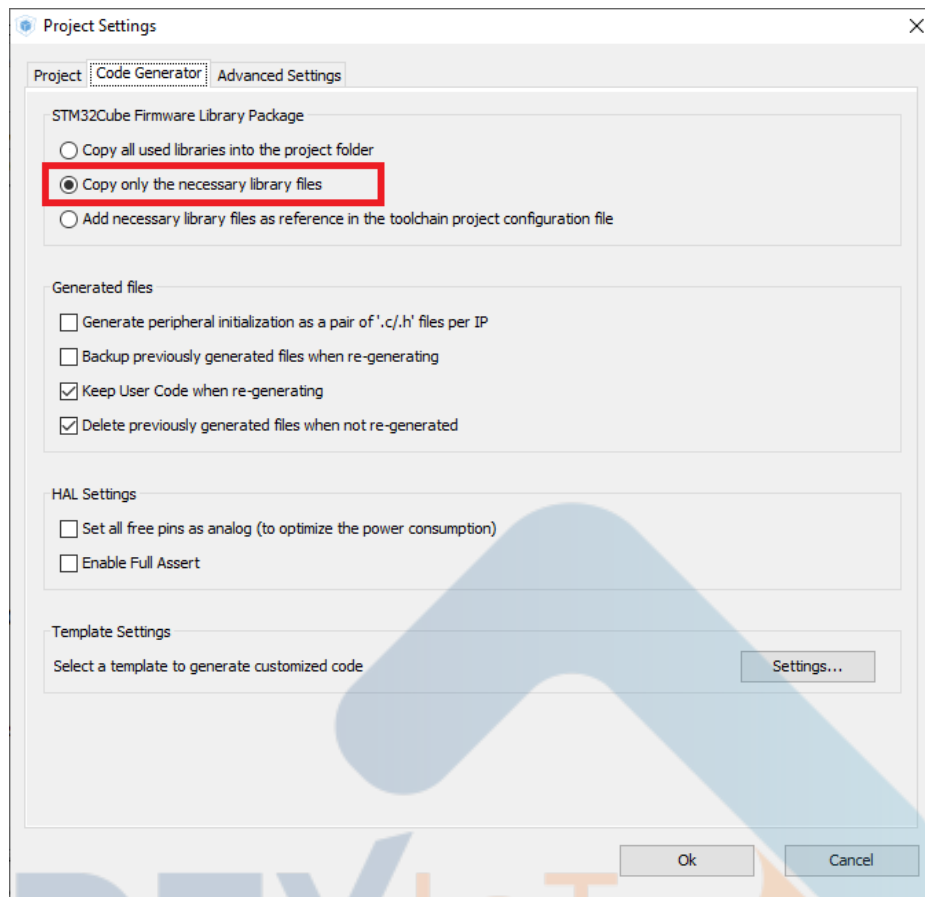 Project Settings
Project Code Generator Advanced Settings
STM32Cube Firmware Library Package
Copy all used libraries into the project folder
Copy only the necessary library files
Add necessary library files as reference in the toolchain project configuration file
Generated files
Generate peripheral initialization as a pair of '.c/.h' files per IP
Backup previously generated files when re-generating
Keep User Code when re-generating
Delete previously generated files when not re-generated
HAL Settings
Set all free pins as analog (to optimize the power consumption)
Enable Full Assert
Template Settings
Select a template to generate customized code Settings...
Ok Cancel